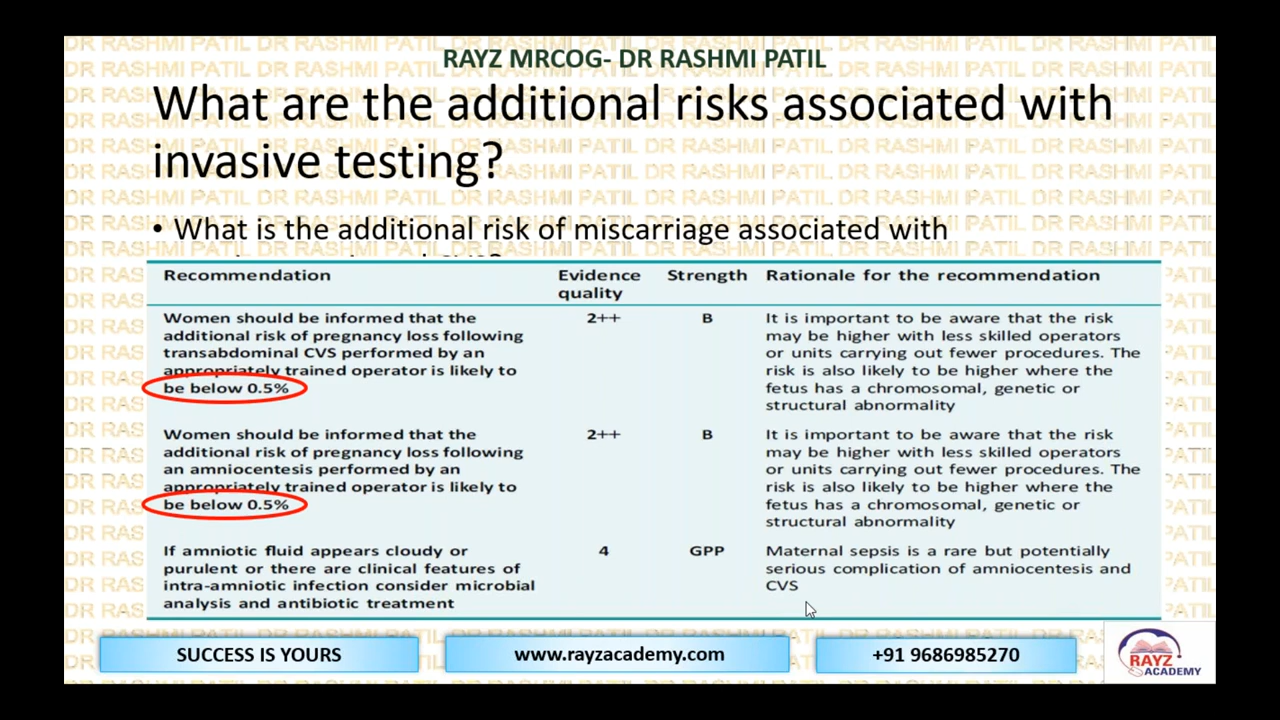 RAYZ MRCOG- DR RASHMI PATIL
What are the additional risks associated with
invasive testing?
• What is the additional risk of miscarriage associated with
Recommendation Evidence quality Strength Rationale for the recommendation
Women should be informed that the 2++ B It is important to be aware that the risk
additional risk of pregnancy loss following may be higher with less skilled operators
transabdominal CVS performed by an or units carrying out fewer procedures. The
appropriately trained operator is likely to risk is also likely to be higher where the
be below 0.5% fetus has a chromosomal, genetic or
structural abnormality
Women should be informed that the 2++ B It is important to be aware that the risk
additional risk of pregnancy loss following may be higher with less skilled operators
an amniocentesis performed by an or units carrying out fewer procedures. The
appropriately trained operator is likely to risk is also likely to be higher where the
be below 0.5% fetus has a chromosomal, genetic or
structural abnormality
If amniotic fluid appears cloudy or 4 GPP Maternal sepsis is a rare but potentially
purulent or there are clinical features of serious complication of amniocentesis and
intra-amniotic infection consider microbial CVS
analysis and antibiotic treatment
SUCCESS IS YOURS www.rayzacademy.com +91 9686985270
RAYZ
ACADEMY